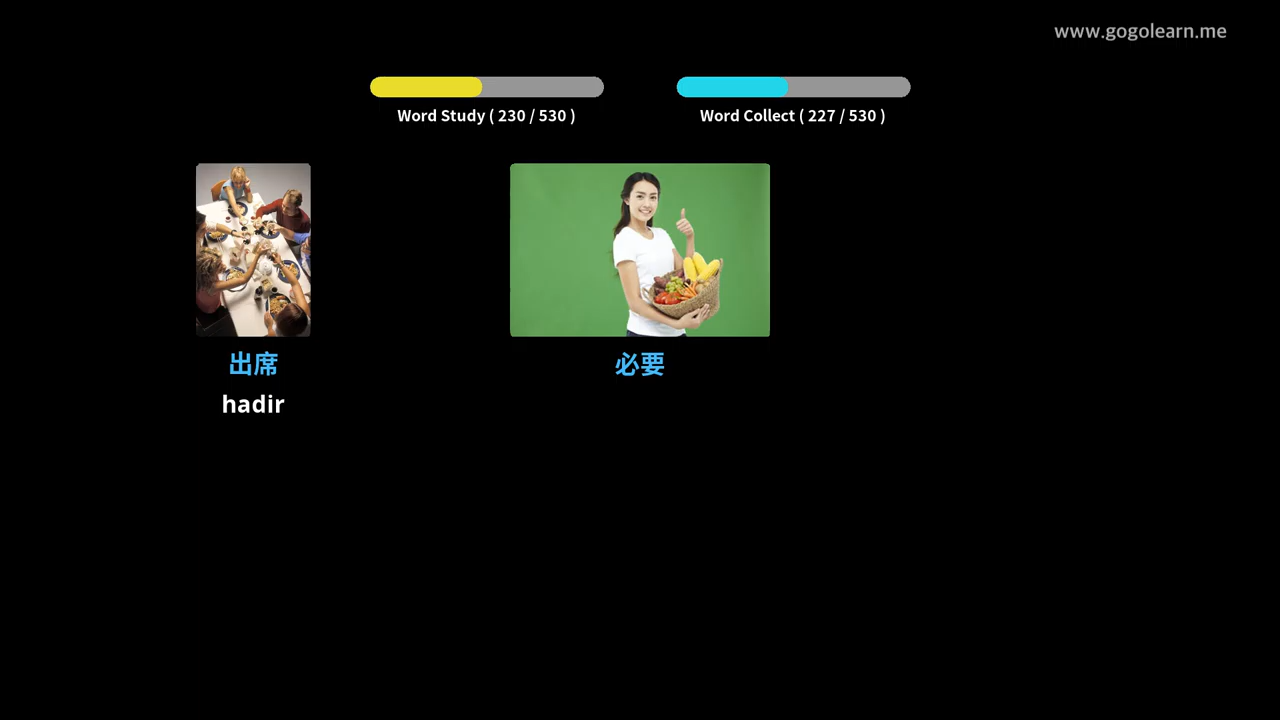 www.gogolearn.me
Word Study ( 230 / 530 )
Word Collect ( 227 / 530 )
出席
必要
hadir